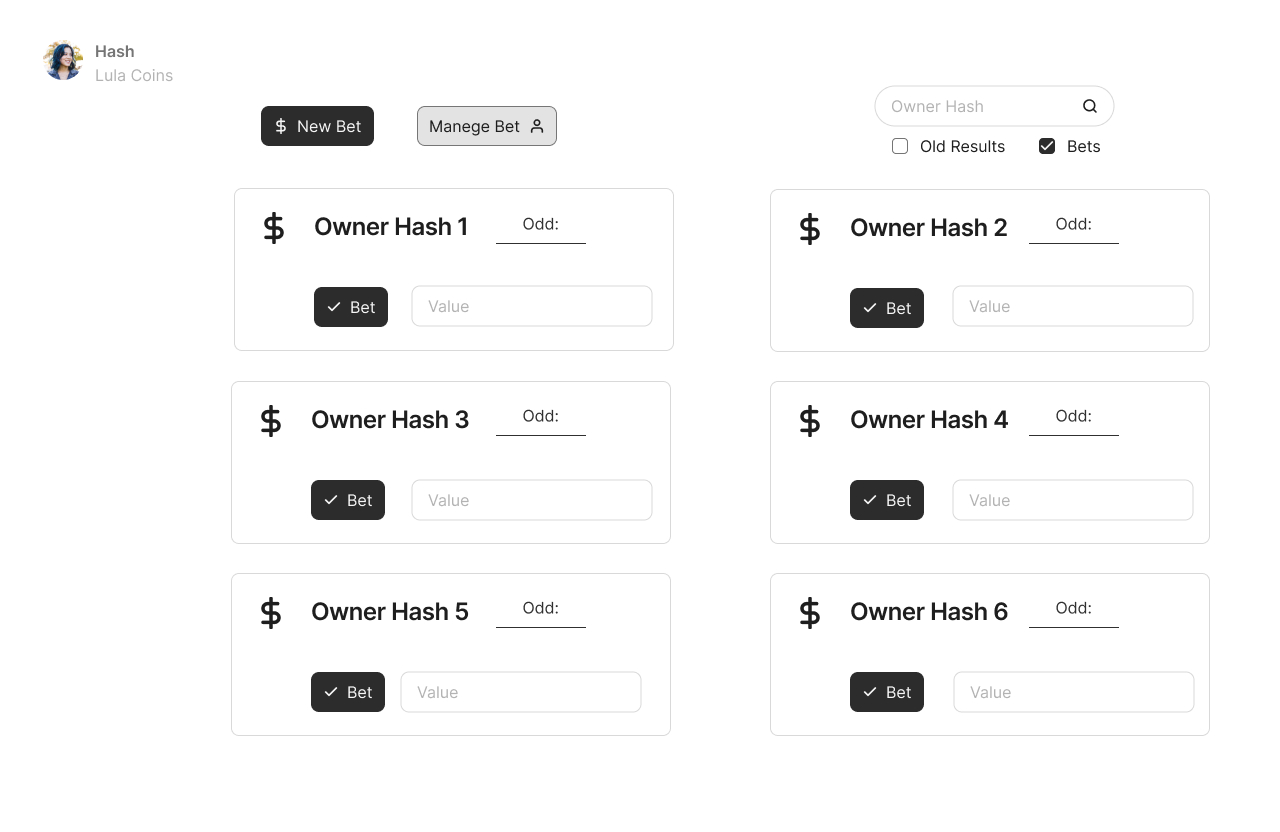 Hash
Lula Coins
New Bet
Manege Bet
Owner Hash
Old Results
Bets
Owner Hash 1
Odd:
Bet
Value
Owner Hash 2
Odd:
Bet
Value
Owner Hash 3
Odd:
Bet
Value
Owner Hash 4
Odd:
Bet
Value
Owner Hash 5
Odd:
Bet
Value
Owner Hash 6
Odd:
Bet
Value